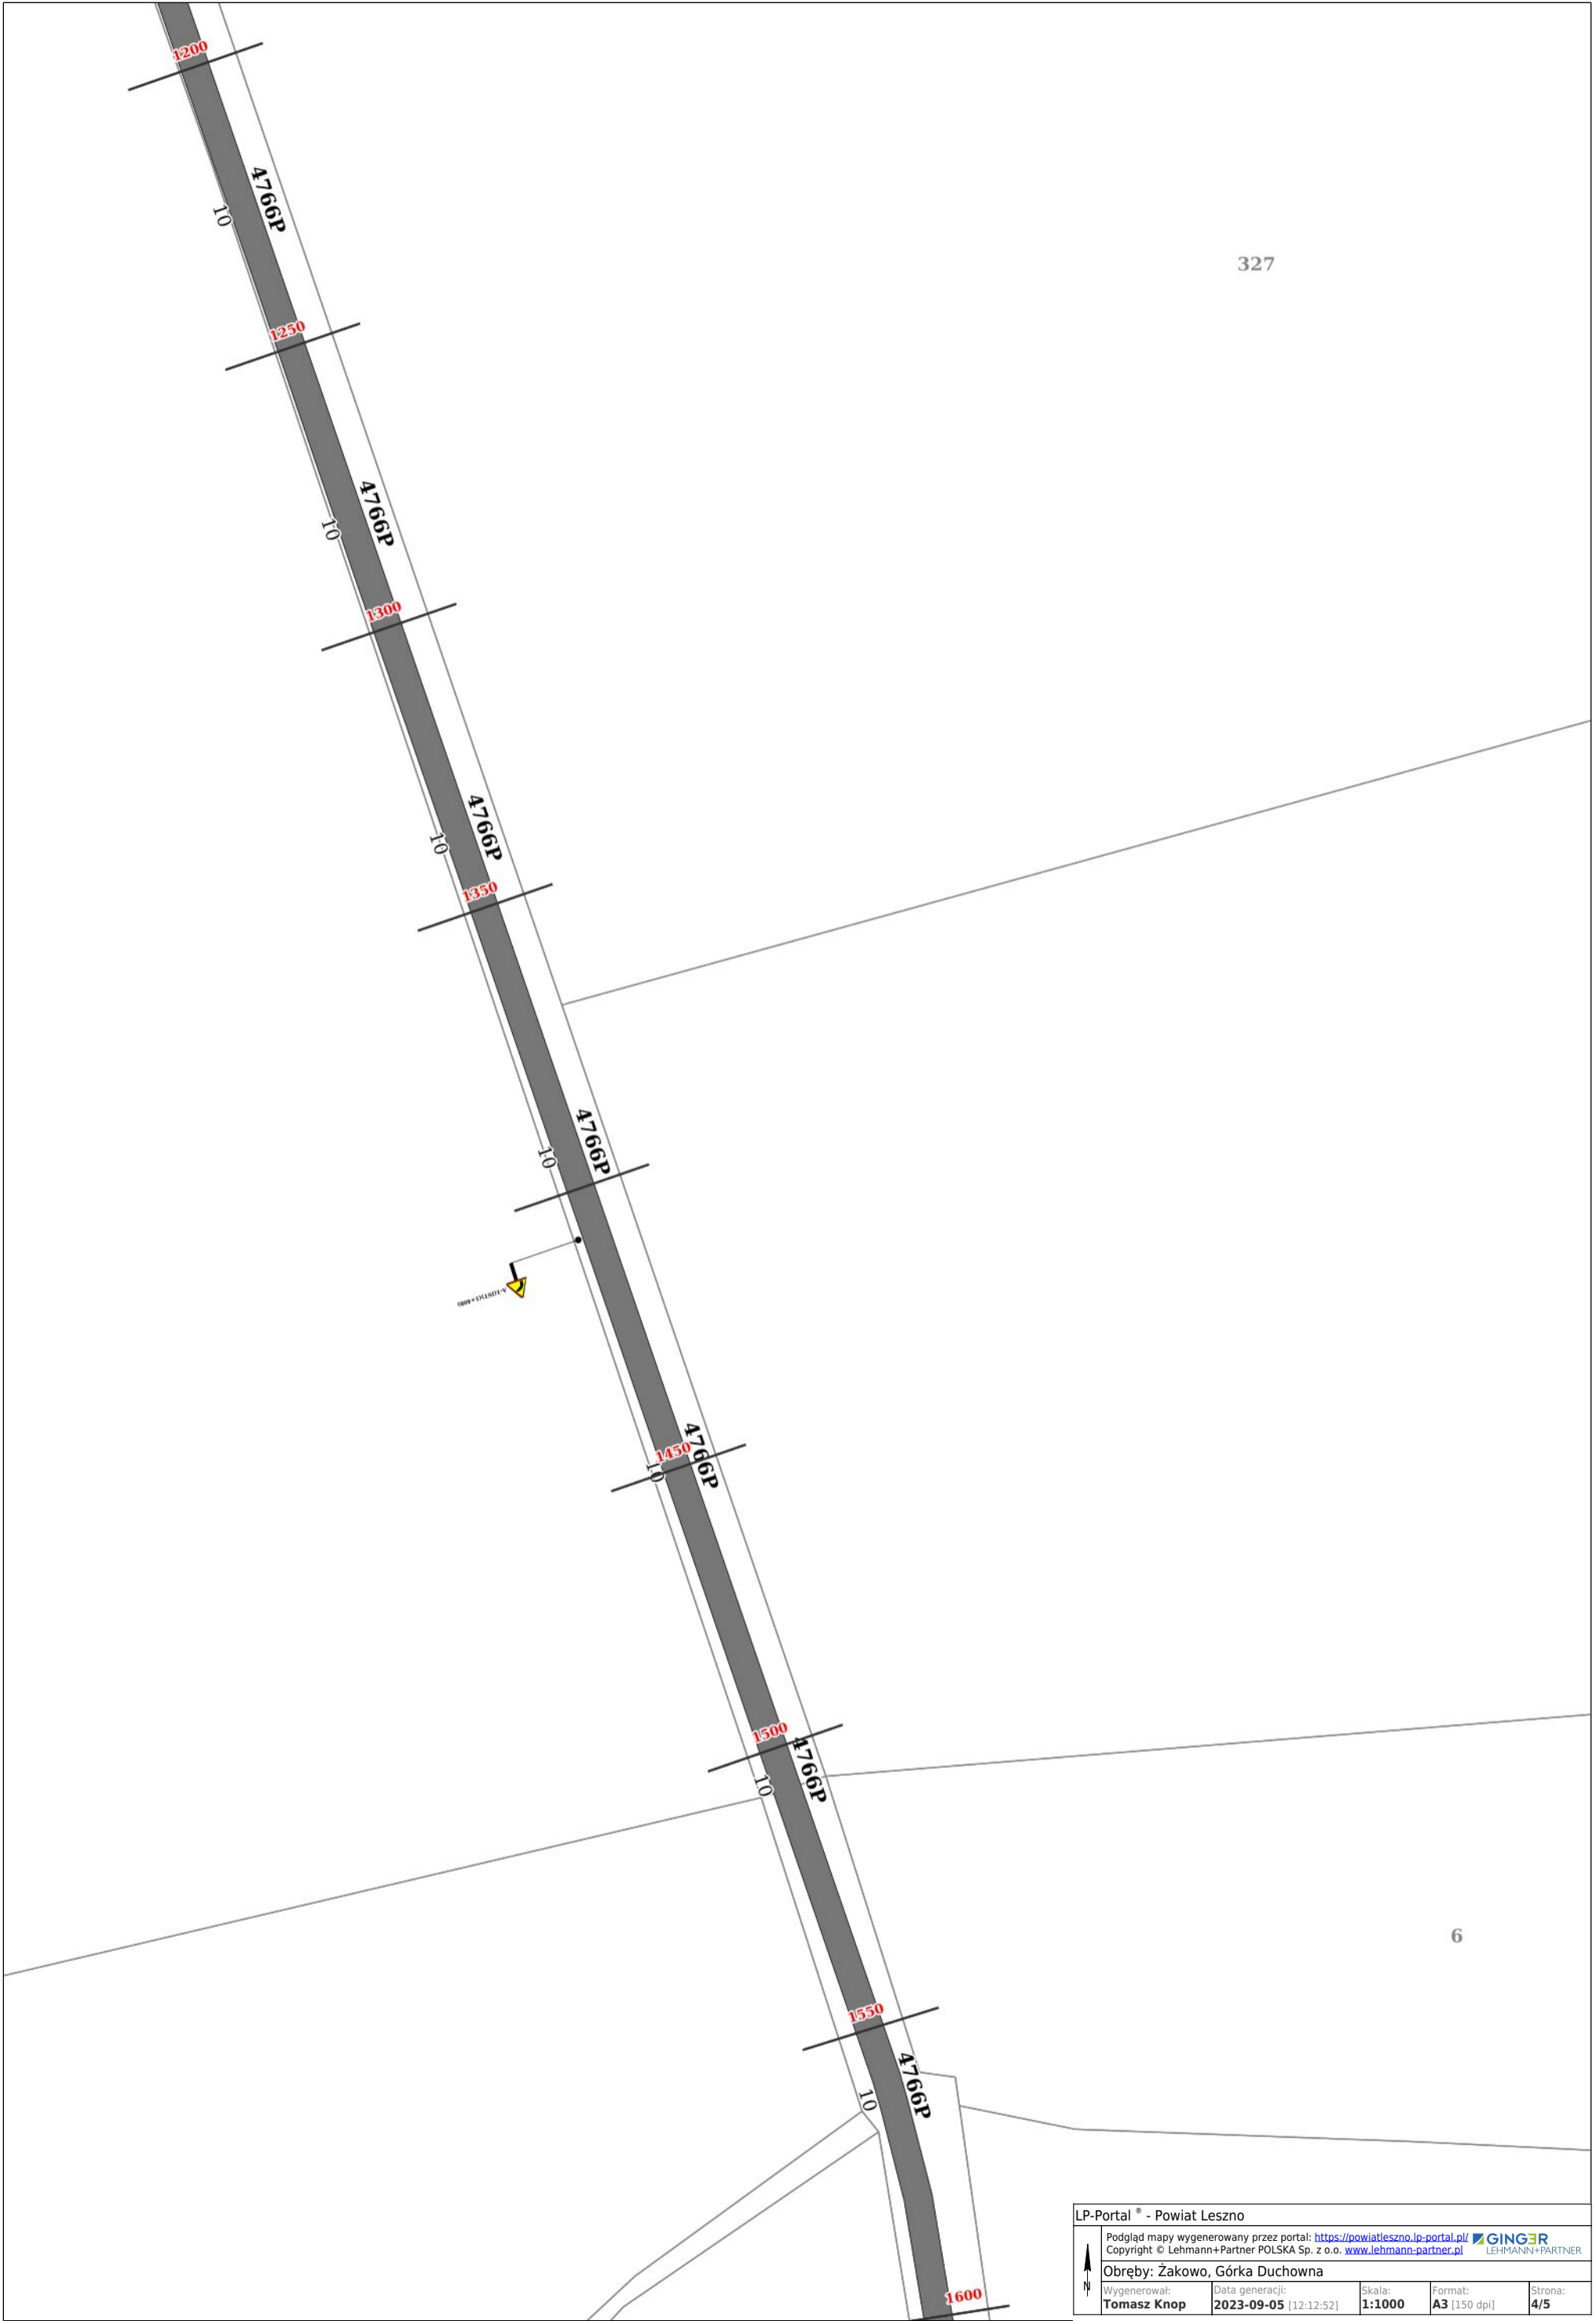 1200
4766P
10
327
1250
4766P
10
1300
4766P
10
1350
4766P
10
4766P
1450
10
1500
4766P
10
6
1550
4766P
10
1600
LP-Portal ® - Powiat Leszno
Podgląd mapy wygenerowany przez portal: https://powiatleszno.lp-portal.pl/
Copyright © Lehmann+Partner POLSKA Sp. z o.o. www.lehmann-partner.pl
GINGER
LEHMANN+PARTNER
Obręby: Żakowo, Górka Duchowna
N
Wygenerował: Data generacji: Skala: Format: Strona:
Tomasz Knop 2023-09-05 [12:12:52] 1:1000 A3 [150 dpi] 4/5